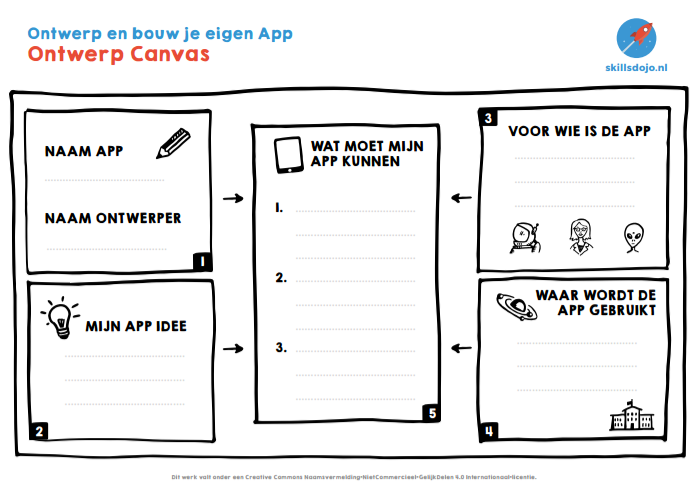 Ontwerp en bouw je eigen App
Ontwerp Canvas
skillsdojo.nl
NAAM APP
NAAM ONTWERPER
1
MIJN APP IDEE
2
3
VOOR WIE IS DE APP
WAAR WORDT DE
APP GEBRUIKT
4
WAT MOET MIJN
APP KUNNEN
1.
2.
3.
5
Dit werk valt onder een Creative Commons Naamsvermelding-NietCommercieel-GelijkDelen 4.0 Internationaal-licentie.